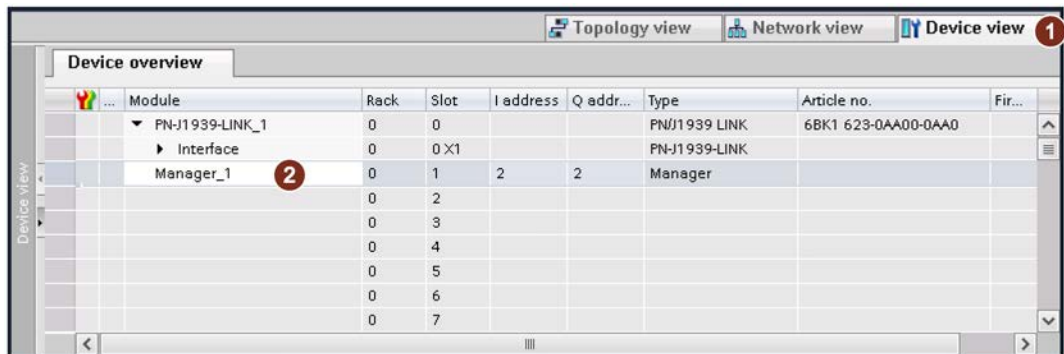 Topology view Network view Device view 1
Device overview
... Module Rack Slot I address Q addr... Type Article no. Fir...
PN-J1939-LINK_1 0 0 PN/J1939 LINK 6BK1 623-0AA00-0AA0
Interface 0 0 X1 PN-J1939-LINK
Manager_1 2 0 1 2 2 Manager
0 2
0 3
0 4
0 5
0 6
0 7
Device view